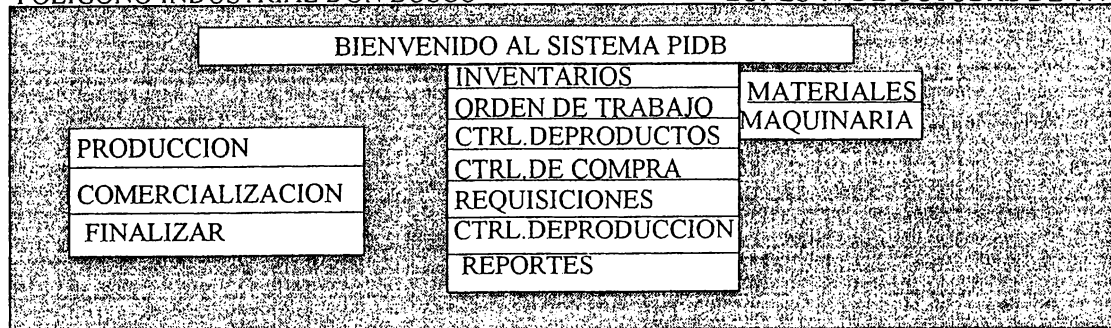 BIENVENIDO AL SISTEMA PIDB
PRODUCCION
COMERCIALIZACION
FINALIZAR
INVENTARIOS
ORDEN DE TRABAJO
CTRL.DEPRODUCTOS
CTRL.DE COMPRA
REQUISICIONES
CTRL.DEPRODUCCION
REPORTES
MATERIALES
MAQUINARIA